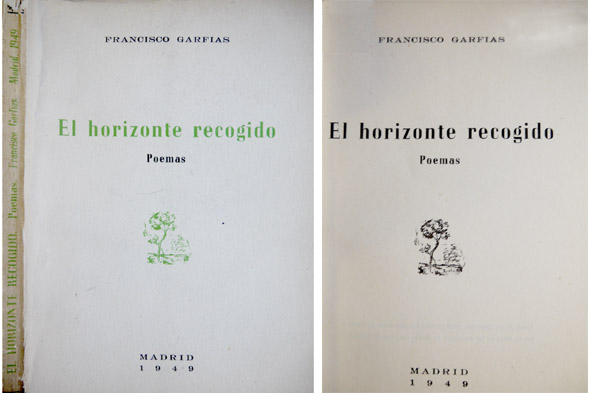 EL HORIZONTE RECOGIDO - Poemas - Francisco Garfias - Madrid, 1949
FRANCISCO GARFIAS
El horizonte recogido
Poemas
MADRID
1949
FRANCISCO GARFIAS
El horizonte recogido
Poemas
MADRID
1949